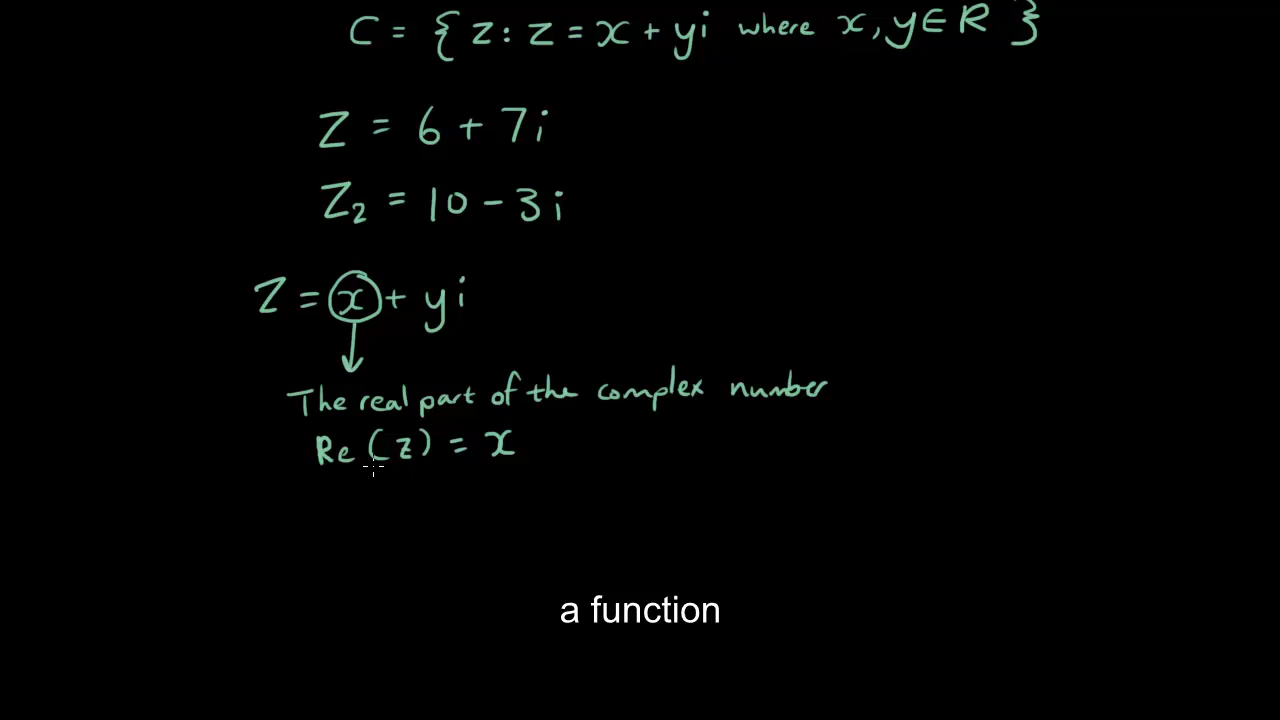 C = { z : z = x + yi where x, y ∈ R }
Z = 6 + 7i
Z₂ = 10 - 3i
Z = x + yi
The real part of the complex number
Re(z) = x
a function